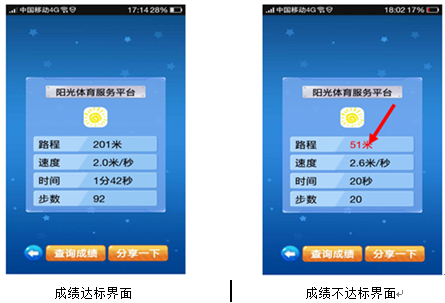 中国移动4G 17:14 28%
阳光体育服务平台
路程 201米
速度 2.0米/秒
时间 1分42秒
步数 92
查询成绩 分享一下
成绩达标界面
中国移动4G 18:02 17%
阳光体育服务平台
路程 51米
速度 2.6米/秒
时间 20秒
步数 20
查询成绩 分享一下
成绩不达标界面